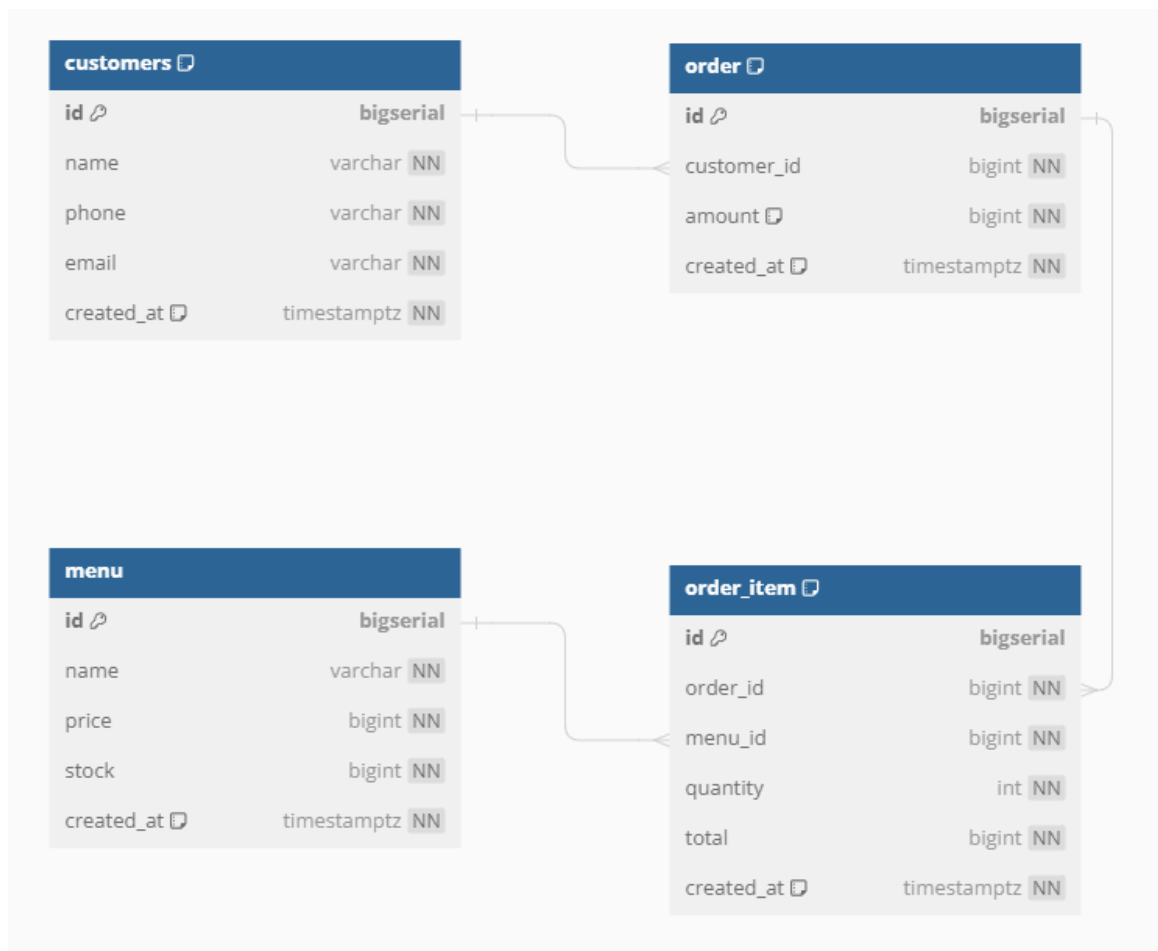 customers
id bigserial
name varchar NN
phone varchar NN
email varchar NN
created_at timestamptz NN
order
id bigserial
customer_id bigint NN
amount bigint NN
created_at timestamptz NN
menu
id bigserial
name varchar NN
price bigint NN
stock bigint NN
created_at timestamptz NN
order_item
id bigserial
order_id bigint NN
menu_id bigint NN
quantity int NN
total bigint NN
created_at timestamptz NN